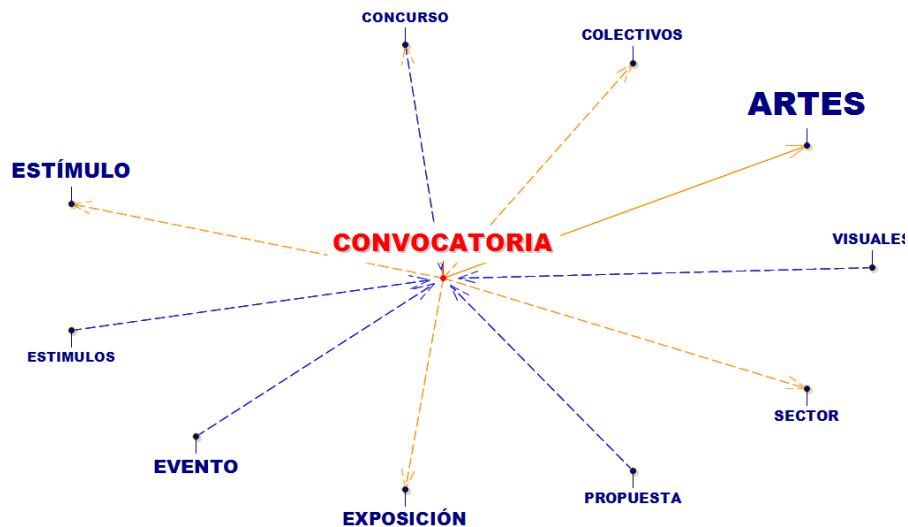 CONCURSO
COLECTIVOS
ARTES
ESTÍMULO
CONVOCATORIA
VISUALES
ESTIMULOS
SECTOR
EVENTO
PROPUESTA
EXPOSICIÓN